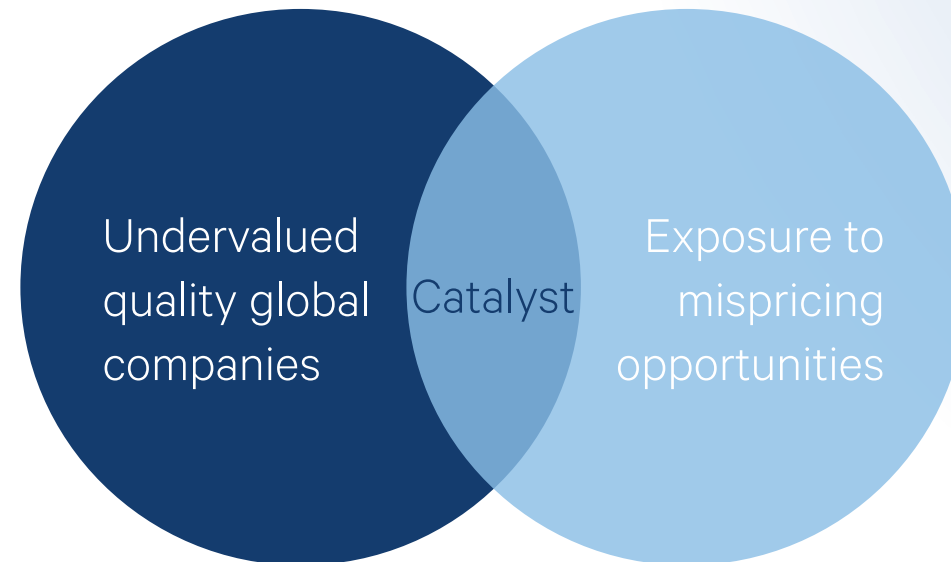 Undervalued
quality global
companies
Catalyst
Exposure to
mispricing
opportunities